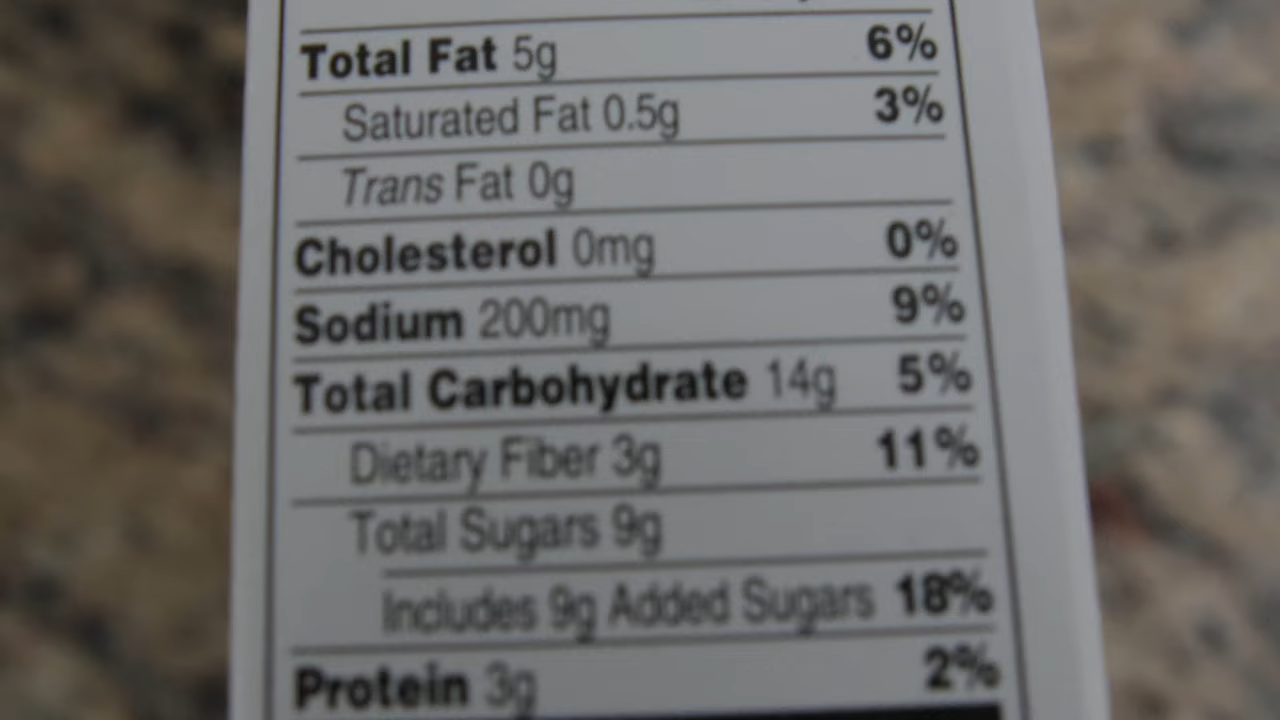 Total Fat 5g 6%
Saturated Fat 0.5g 3%
Trans Fat 0g
Cholesterol 0mg 0%
Sodium 200mg 9%
Total Carbohydrate 14g 5%
Dietary Fiber 3g 11%
Total Sugars 9g
Includes 9g Added Sugars 18%
Protein 3g 2%